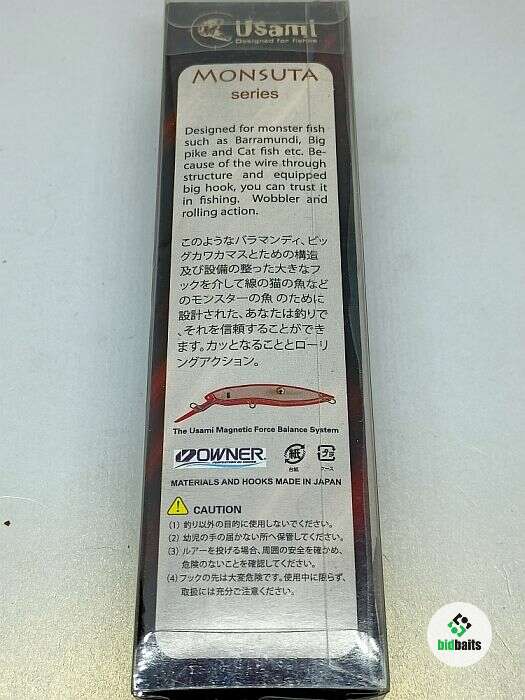 Usami
Designed for fishing
MONSUTA
series
Designed for monster fish
such as Barramundi, Big
pike and Cat fish etc. Be-
cause of the wire through
structure and equipped
big hook, you can trust it
in fishing. Wobbler and
rolling action.
このようなバラマンディ、ビッ
グカワカマスとための構造
及び設備の整った大きなフ
ックを介して線の猫の魚など
のモンスターの魚 のために
設計された、あなたは釣りで
、それを信頼することができ
ます。カッとなることとローリ
ングアクション。
The Usami Magnetic Force Balance System
OWNER
紙
台紙
プラ
ケース
MATERIALS AND HOOKS MADE IN JAPAN
CAUTION
(1) 釣り以外の目的に使用しないでください。
(2) 幼児の手の届かない所へ保管してください。
(3) ルアーを投げる場合、周囲の安全を確かめ、
危険のないことを確認してください。
(4) フックの先は大変危険です。使用中に限らず、
取扱には充分ご注意ください。
bidbaits